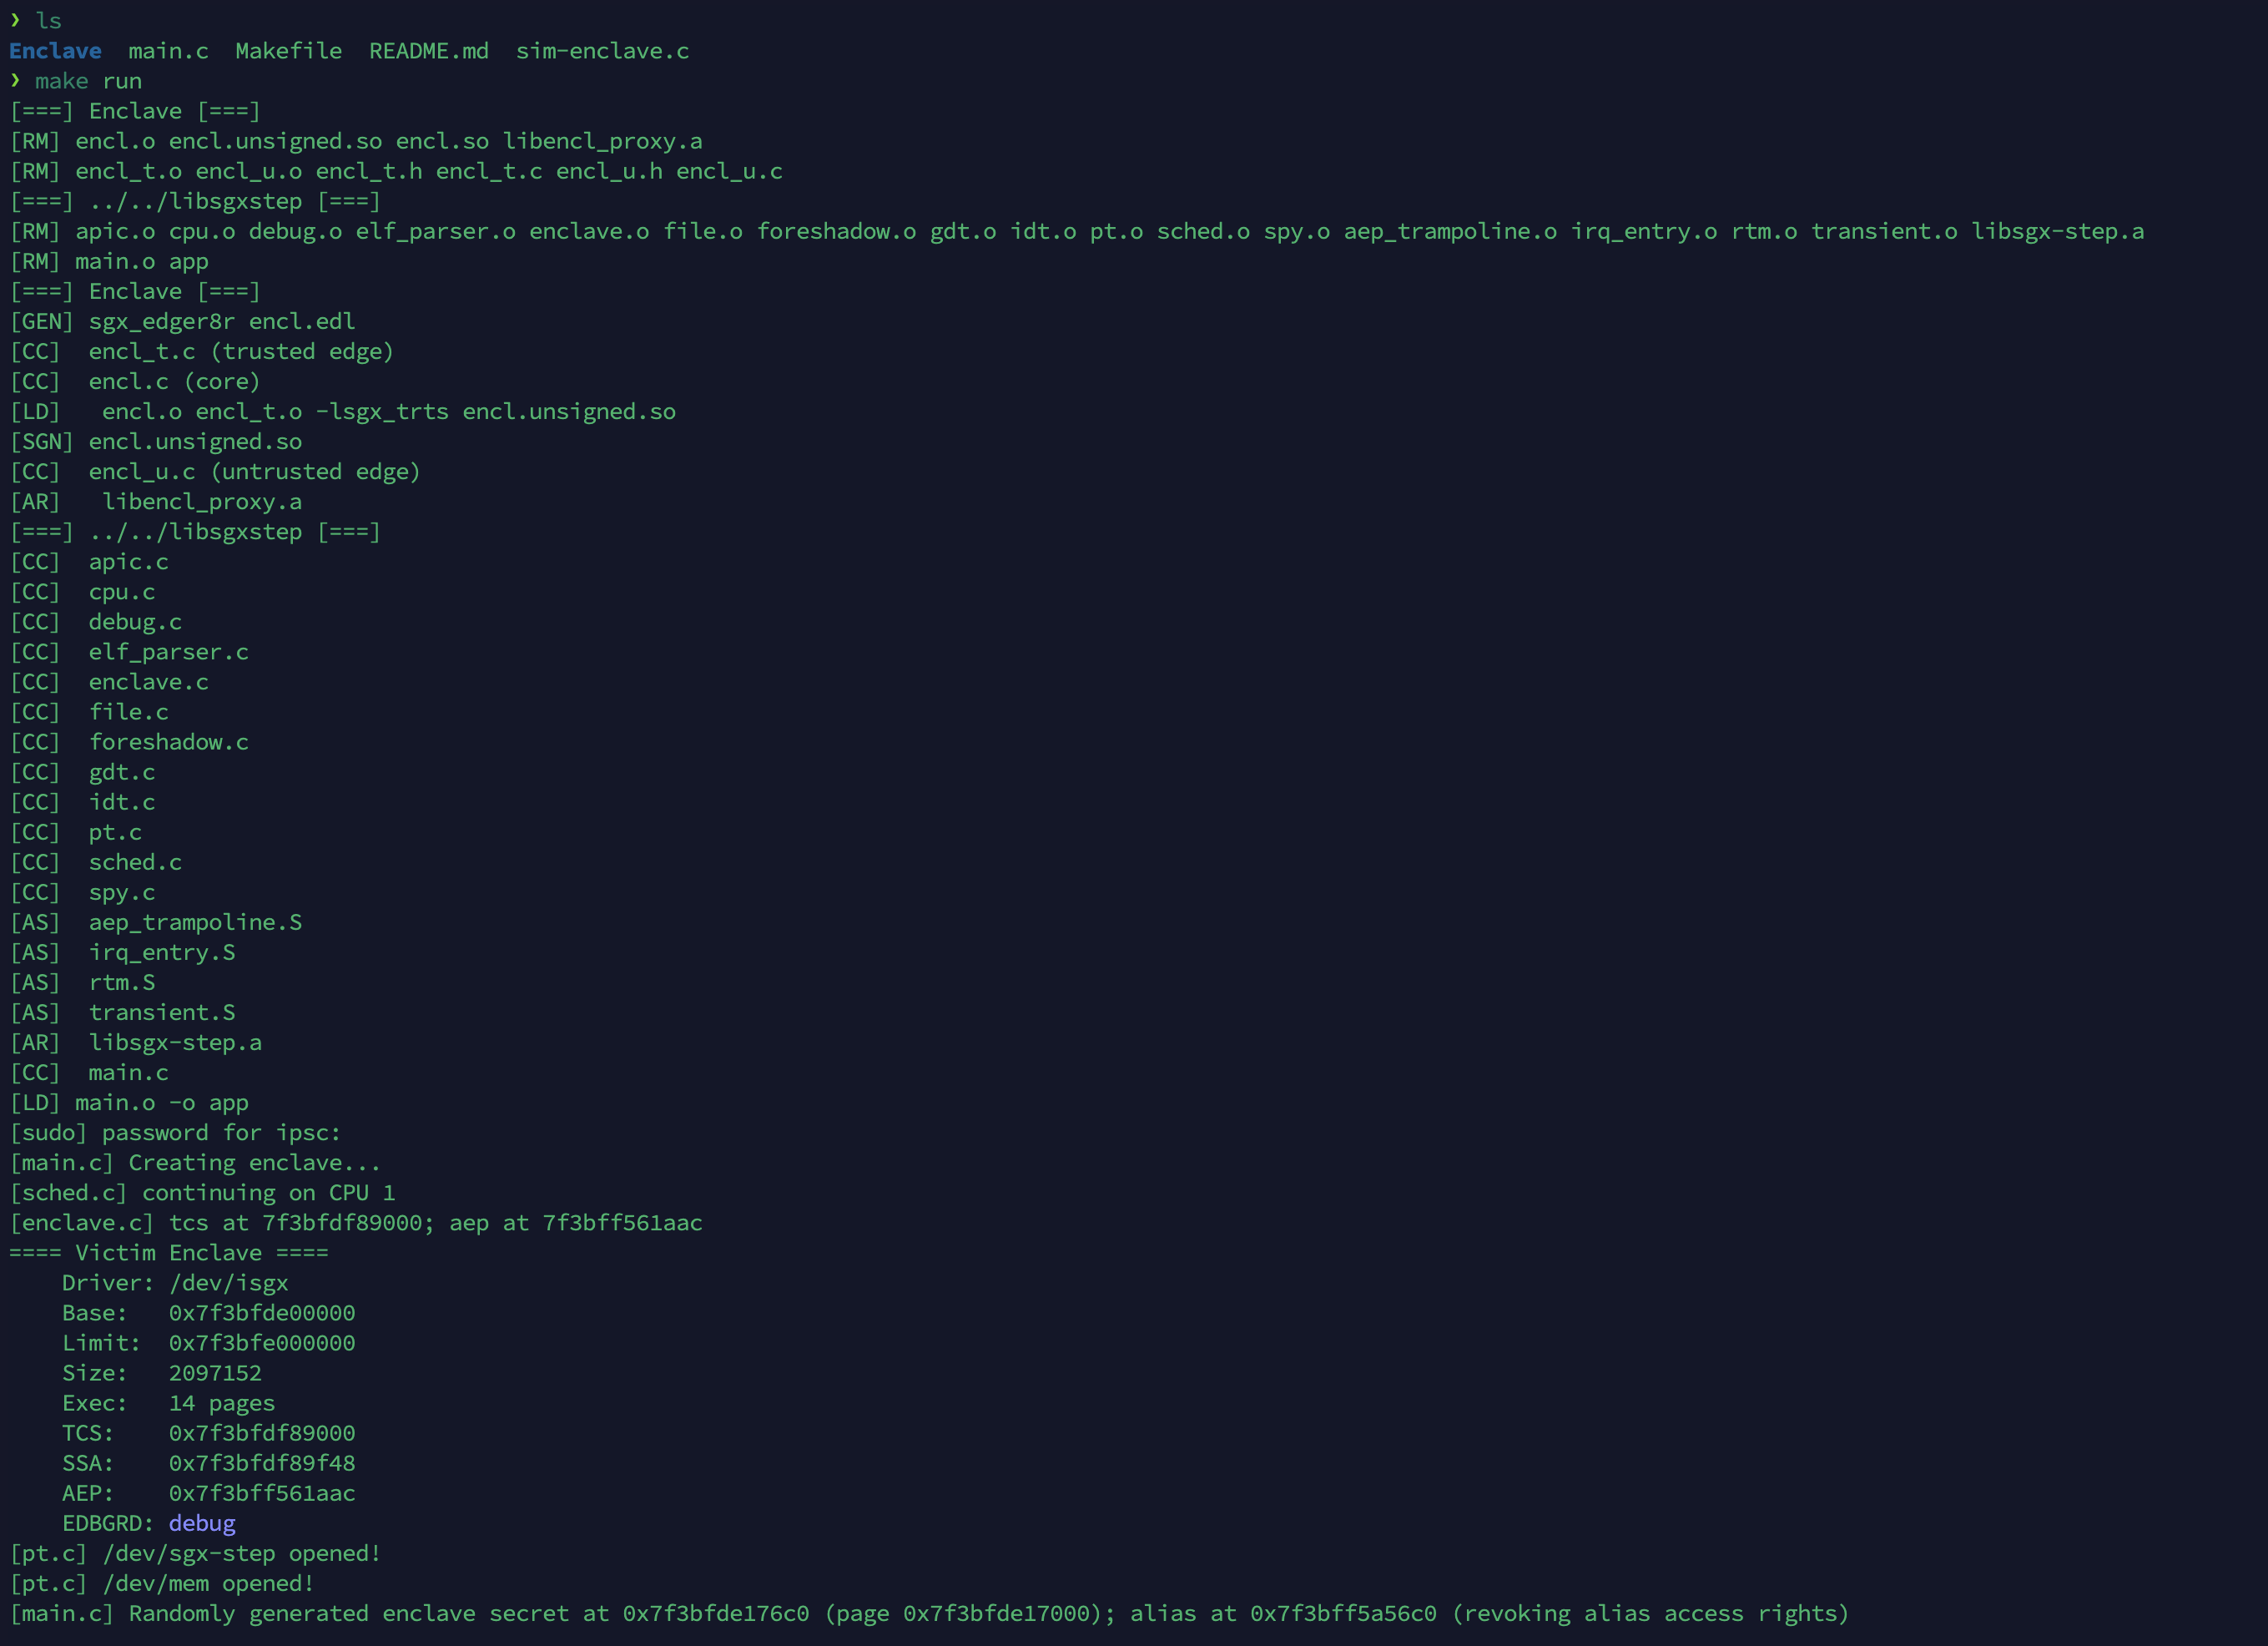 ❯ ls
Enclave  main.c  Makefile  README.md  sim-enclave.c
❯ make run
[===] Enclave [===]
[RM] encl.o encl.unsigned.so encl.so libencl_proxy.a
[RM] encl_t.o encl_u.o encl_t.h encl_t.c encl_u.h encl_u.c
[===] ../../libsgxstep [===]
[RM] apic.o cpu.o debug.o elf_parser.o enclave.o file.o foreshadow.o gdt.o idt.o pt.o sched.o spy.o aep_trampoline.o irq_entry.o rtm.o transient.o libsgx-step.a
[RM] main.o app
[===] Enclave [===]
[GEN] sgx_edger8r encl.edl
[CC]  encl_t.c (trusted edge)
[CC]  encl.c (core)
[LD]   encl.o encl_t.o -lsgx_trts encl.unsigned.so
[SGN] encl.unsigned.so
[CC]  encl_u.c (untrusted edge)
[AR]   libencl_proxy.a
[===] ../../libsgxstep [===]
[CC]  apic.c
[CC]  cpu.c
[CC]  debug.c
[CC]  elf_parser.c
[CC]  enclave.c
[CC]  file.c
[CC]  foreshadow.c
[CC]  gdt.c
[CC]  idt.c
[CC]  pt.c
[CC]  sched.c
[CC]  spy.c
[AS]  aep_trampoline.S
[AS]  irq_entry.S
[AS]  rtm.S
[AS]  transient.S
[AR]  libsgx-step.a
[CC]  main.c
[LD] main.o -o app
[sudo] password for ipsc:
[main.c] Creating enclave...
[sched.c] continuing on CPU 1
[enclave.c] tcs at 7f3bfdf89000; aep at 7f3bff561aac
==== Victim Enclave ====
    Driver: /dev/isgx
    Base:   0x7f3bfde00000
    Limit:  0x7f3bfe000000
    Size:   2097152
    Exec:   14 pages
    TCS:    0x7f3bfdf89000
    SSA:    0x7f3bfdf89f48
    AEP:    0x7f3bff561aac
    EDBGRD: debug
[pt.c] /dev/sgx-step opened!
[pt.c] /dev/mem opened!
[main.c] Randomly generated enclave secret at 0x7f3bfde176c0 (page 0x7f3bfde17000); alias at 0x7f3bff5a56c0 (revoking alias access rights)